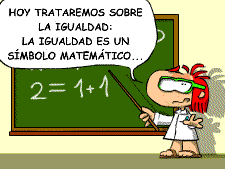 HOY TRATAREMOS SOBRE
LA IGUALDAD:
LA IGUALDAD ES UN
SÍMBOLO MATEMÁTICO...
2=1+1